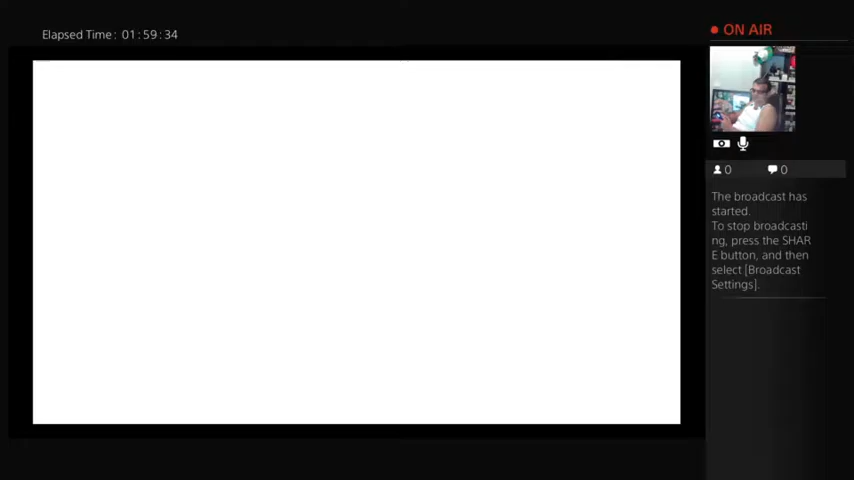 Elapsed Time: 01:59:34
ON AIR
0 0
The broadcast has
started.
To stop broadcasti
ng, press the SHAR
E button, and then
select [Broadcast
Settings].